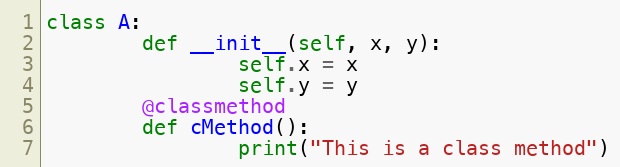 1 class A:
2         def __init__(self, x, y):
3                 self.x = x
4                 self.y = y
5         @classmethod
6         def cMethod():
7                 print("This is a class method")